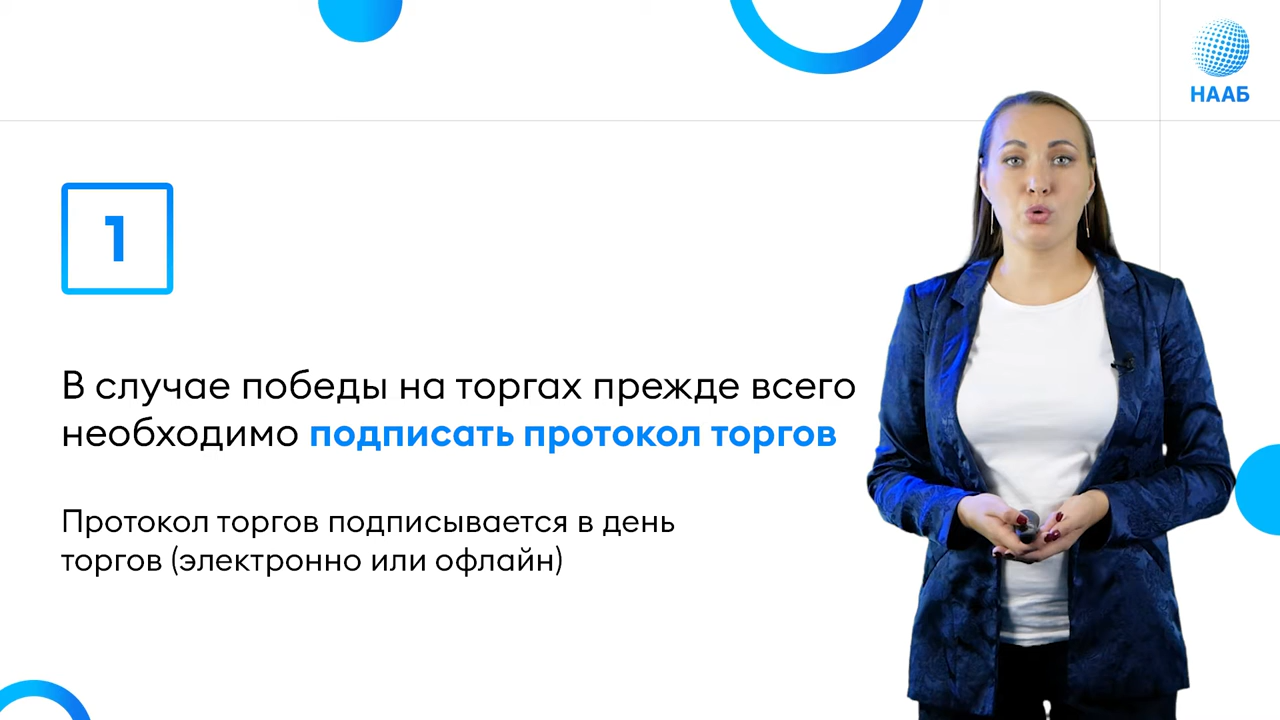 НААБ
1
В случае победы на торгах прежде всего
необходимо подписать протокол торгов
Протокол торгов подписывается в день
торгов (электронно или офлайн)